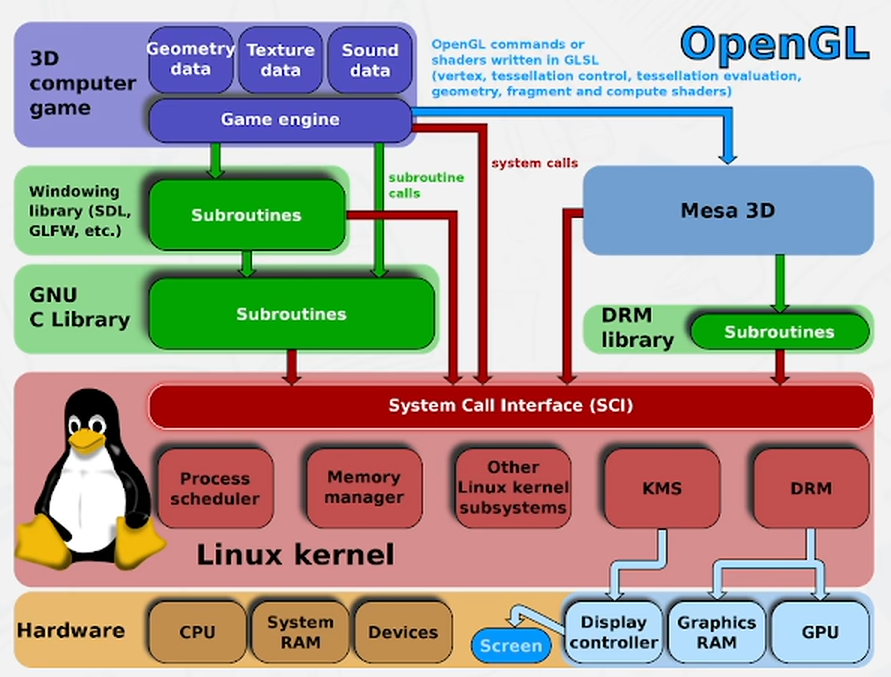 OpenGL
3D
computer
game
Geometry
data
Texture
data
Sound
data
Game engine
OpenGL commands or
shaders written in GLSL
(vertex, tessellation control, tessellation evaluation,
geometry, fragment and compute shaders)
system calls
subroutine
calls
Windowing
library (SDL,
GLFW, etc.)
Subroutines
Mesa 3D
GNU
C Library
Subroutines
DRM
library
Subroutines
System Call Interface (SCI)
Process
scheduler
Memory
manager
Other
Linux kernel
subsystems
KMS
DRM
Linux kernel
Hardware
CPU
System
RAM
Devices
Screen
Display
controller
Graphics
RAM
GPU